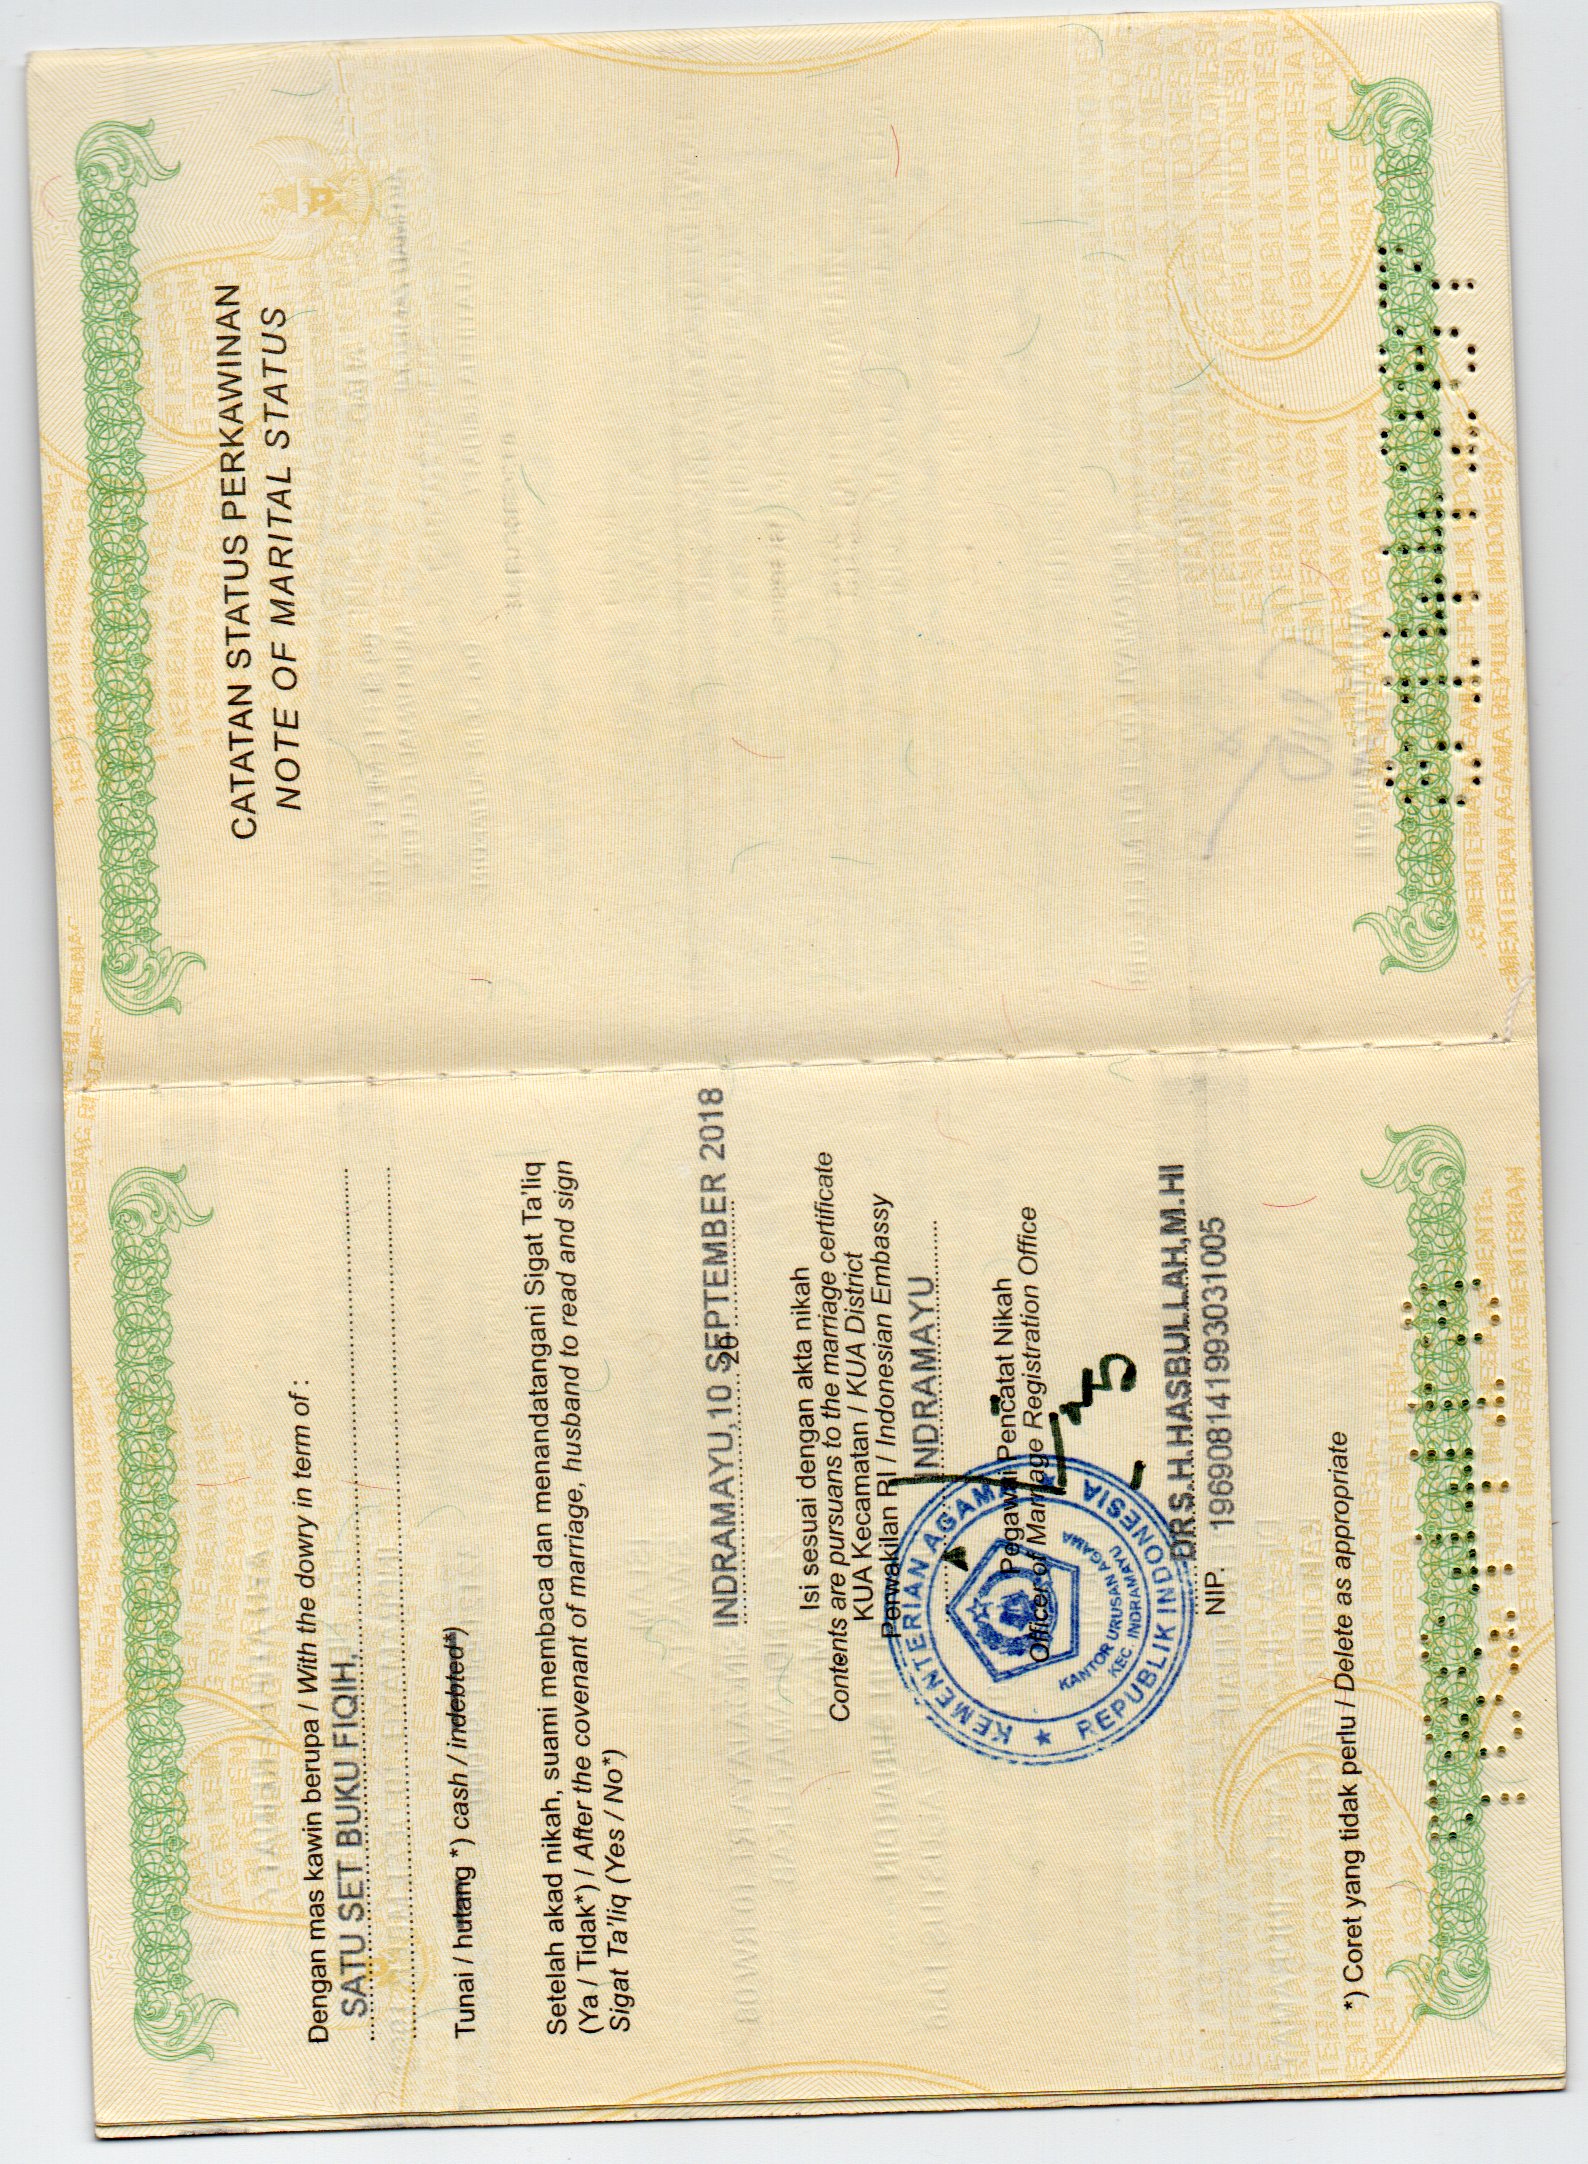 Dengan mas kawin berupa / With the dowry in term of :
SATU SET BUKU FIQIH,
Tunai / hutang *) cash / indebted*)
Setelah akad nikah, suami membaca dan menandatangani Sigat Ta'liq
(Ya / Tidak*) / After the covenant of marriage, husband to read and sign
Sigat Ta'liq (Yes / No*)
INDRAMAYU,10 SEPTEMBER 2018
20
Isi sesuai dengan akta nikah
Contents are pursuans to the marriage certificate
KUA Kecamatan / KUA District
Perwakilan RI / Indonesian Embassy
INDRAMAYU
Pegawai Pencatat Nikah
Officer of Marriage Registration Office
KEMENTERIAN AGAMA
REPUBLIK INDONESIA
KANTOR URUSAN AGAMA
KEC. INDRAMAYU
DRS.H.HASBULLAH,M.HI
NIP. 196908141993031005
*) Coret yang tidak perlu / Delete as appropriate
CATATAN STATUS PERKAWINAN
NOTE OF MARITAL STATUS